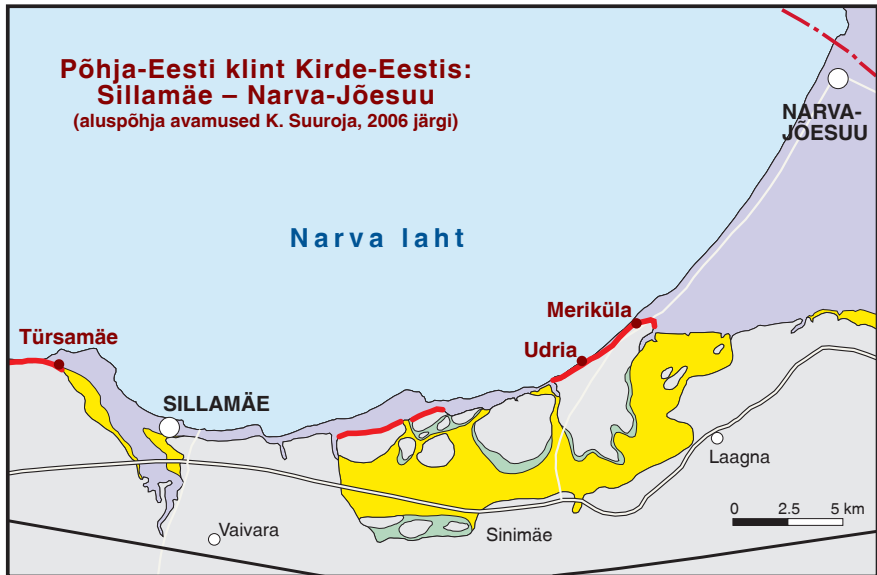 Põhja-Eesti klint Kirde-Eestis:
Sillamäe – Narva-Jõesuu
(aluspõhja avamused K. Suuroja, 2006 järgi)
NARVA-
JÕESUU
Narva laht
Meriküla
Türsamäe
Udria
SILLAMÄE
Laagna
0 2.5 5 km
Vaivara
Sinimäe